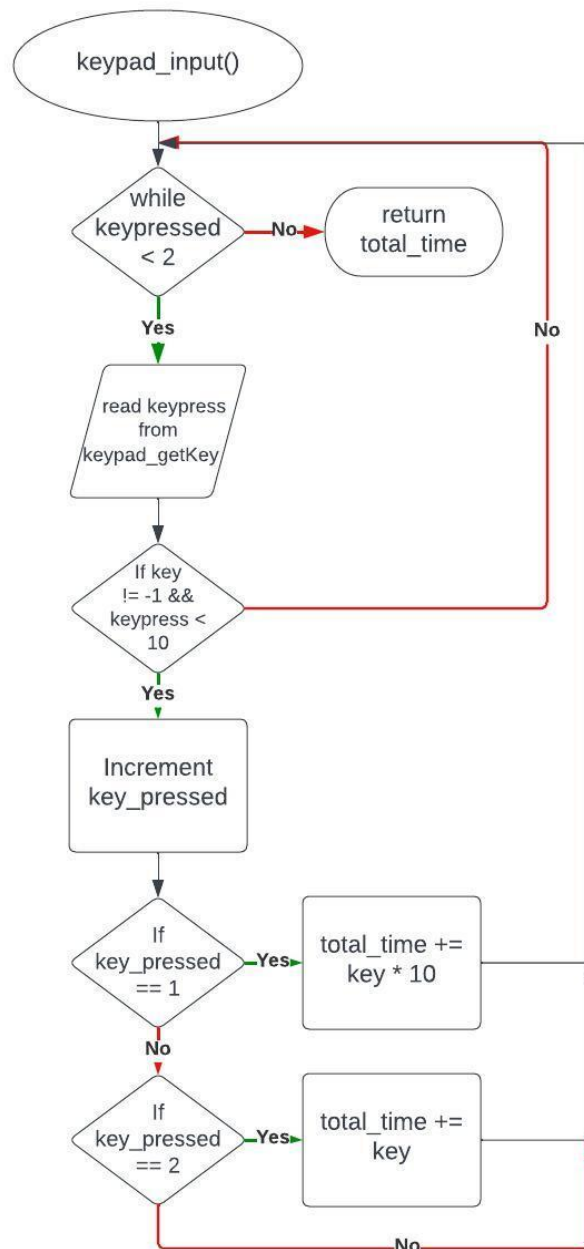 keypad_input()
while
keypressed
< 2
No
return
total_time
Yes
No
read keypress
from
keypad_getKey
If key
!= -1 &&
keypress <
10
Yes
Increment
key_pressed
If
key_pressed
== 1
Yes
total_time +=
key * 10
No
If
key_pressed
== 2
Yes
total_time +=
key
No